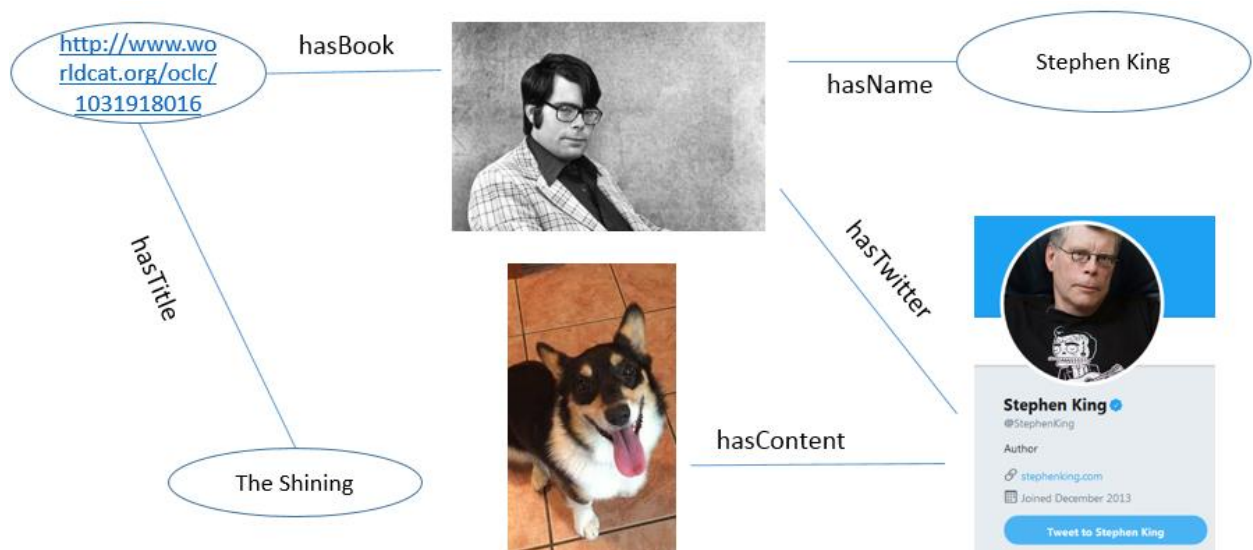 http://www.wo
rldcat.org/oclc/
1031918016
hasBook
hasName
Stephen King
hasTitle
hasTwitter
The Shining
hasContent
Stephen King
@StephenKing
Author
stephenking.com
Joined December 2013
Tweet to Stephen King